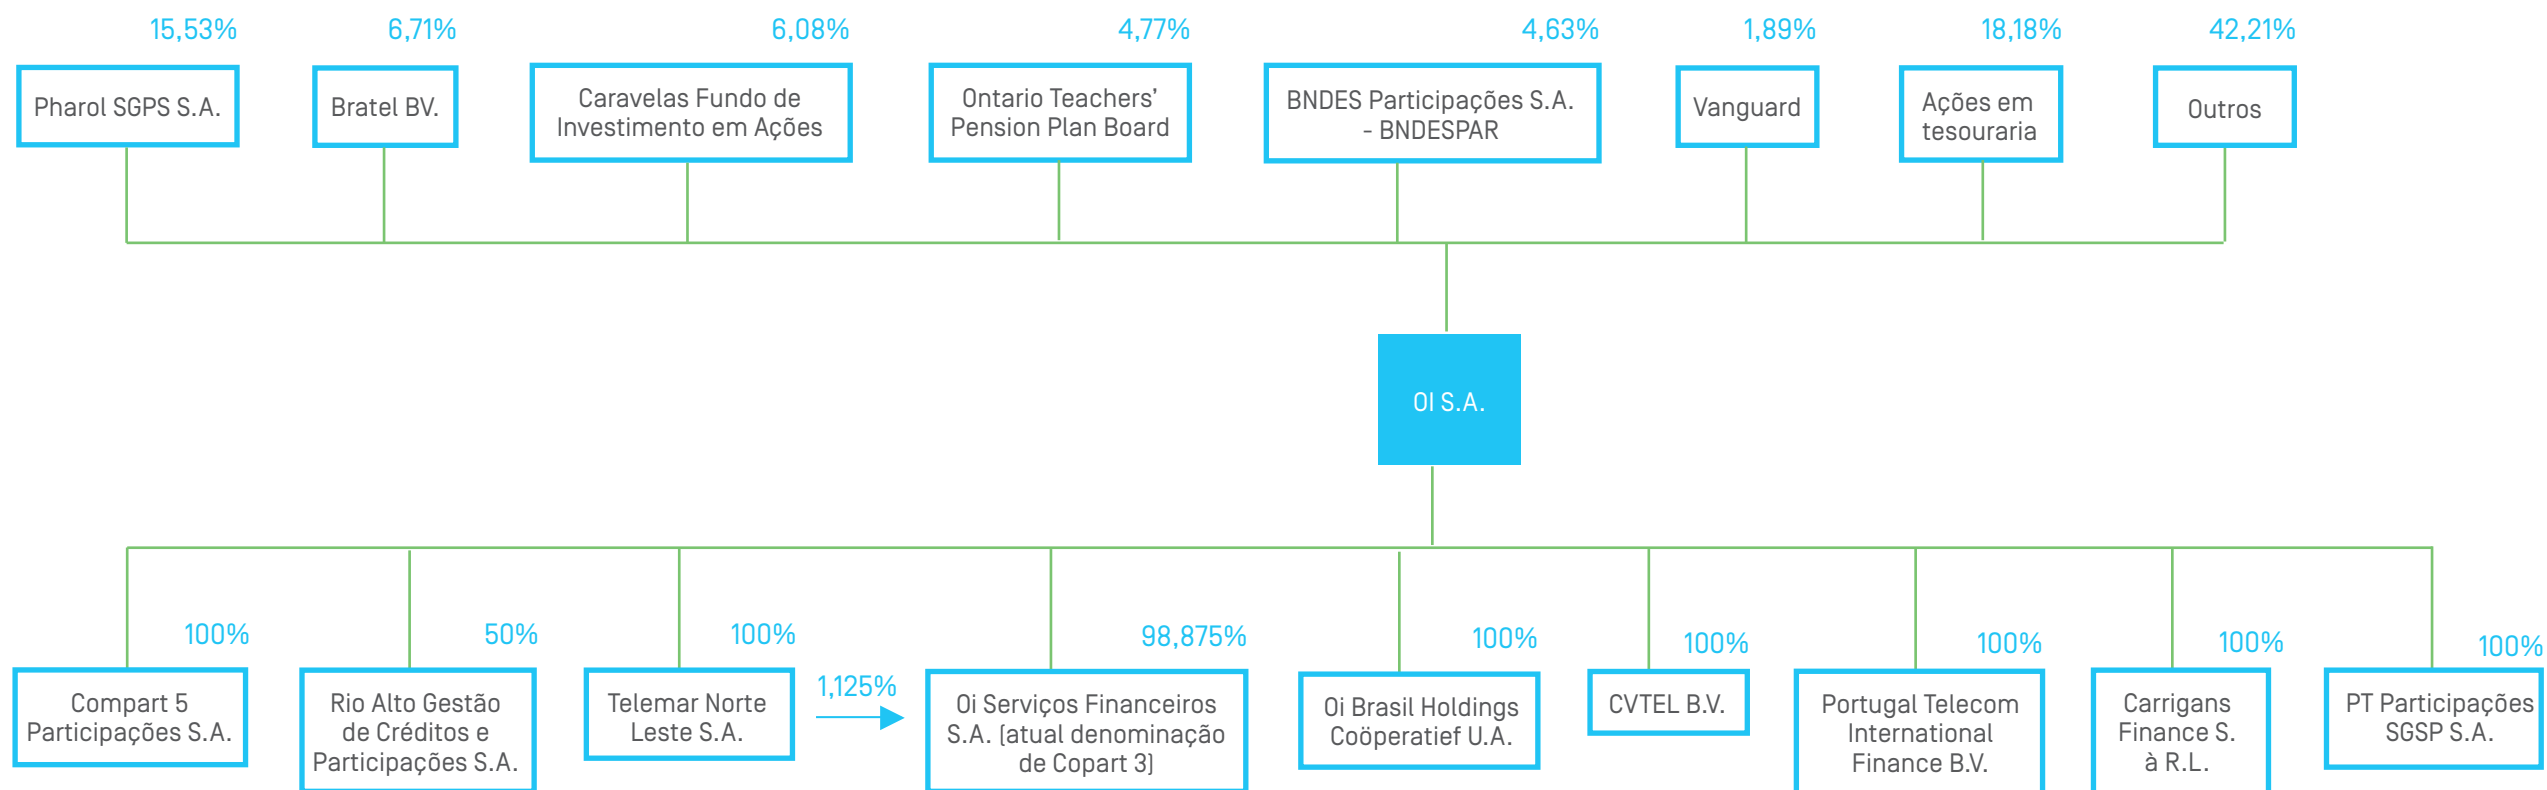 15,53%
6,71%
6,08%
4,77%
4,63%
1,89%
18,18%
42,21%
Pharol SGPS S.A.
Bratel BV.
Caravelas Fundo de
Investimento em Ações
Ontario Teachers’
Pension Plan Board
BNDES Participações S.A.
- BNDESPAR
Vanguard
Ações em
tesouraria
Outros
OI S.A.
100%
50%
100%
98,875%
100%
100%
100%
100%
100%
Compart 5
Participações S.A.
Rio Alto Gestão
de Créditos e
Participações S.A.
Telemar Norte
Leste S.A.
1,125%
Oi Serviços Financeiros
S.A. (atual denominação
de Copart 3)
Oi Brasil Holdings
Coöperatief U.A.
CVTEL B.V.
Portugal Telecom
International
Finance B.V.
Carrigans
Finance S.
à R.L.
PT Participações
SGSP S.A.